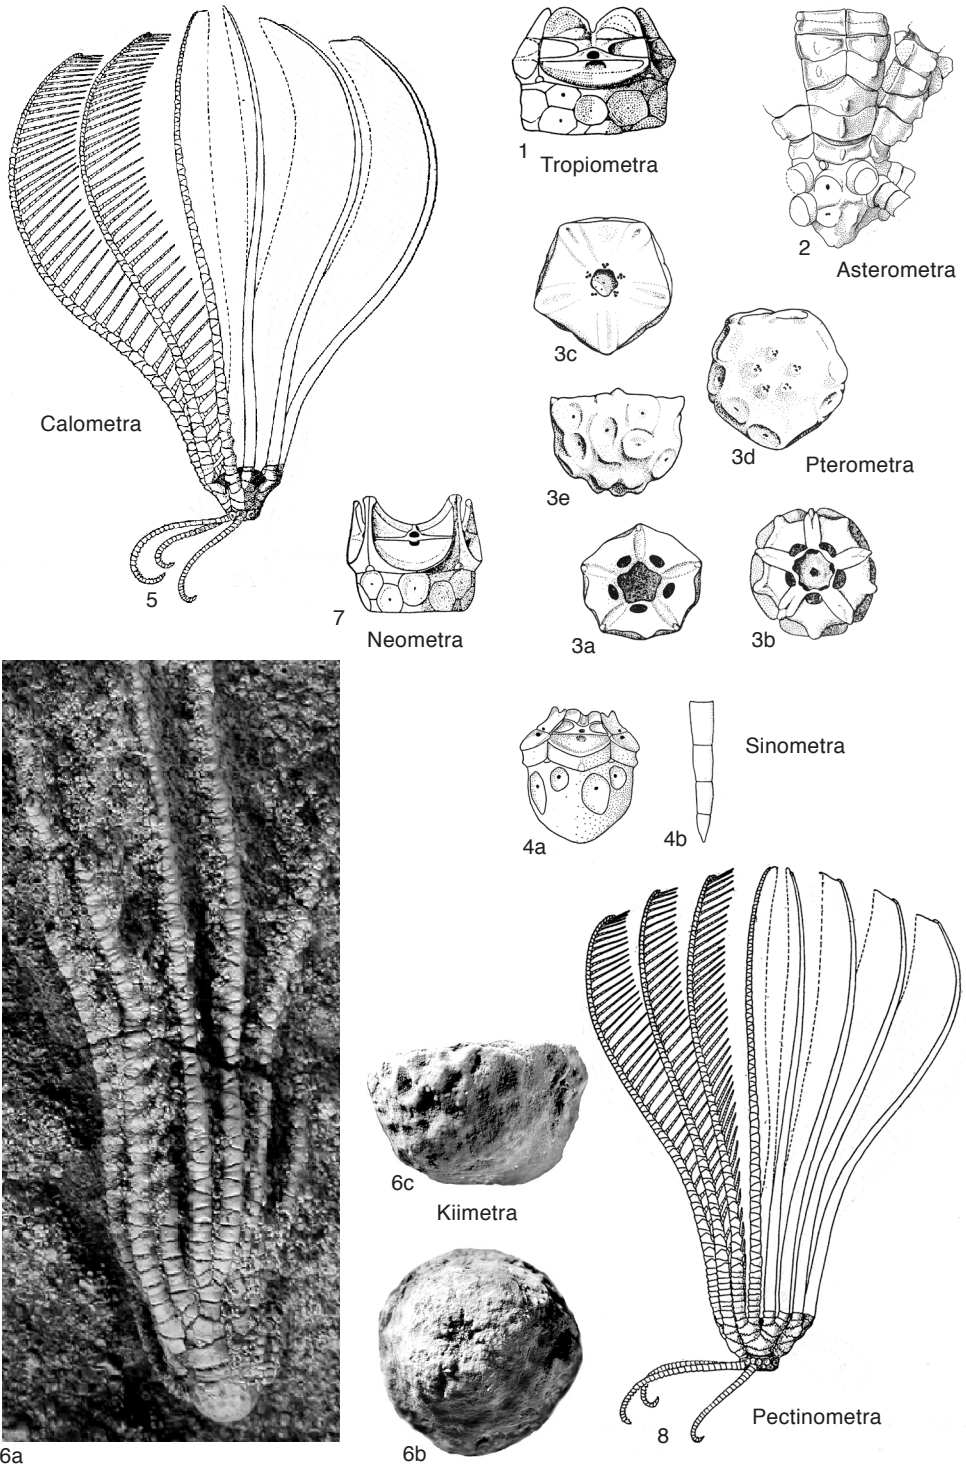 1
Tropiometra
2
Asterometra
3c
3d
Pterometra
Calometra
3e
5
7
Neometra
3a
3b
Sinometra
4a
4b
6c
Kiimetra
6b
8
Pectinometra
6a